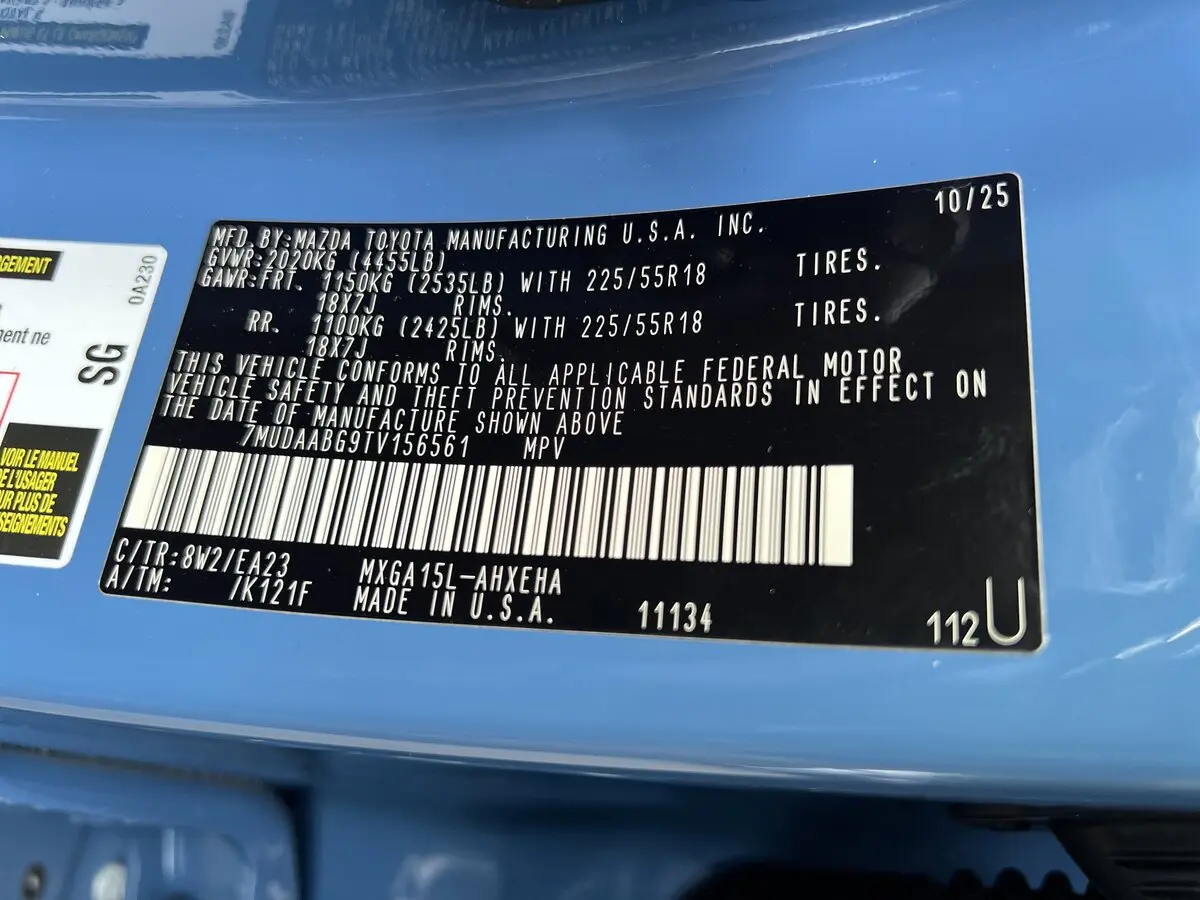 10/25
MFD.BY:MAZDA TOYOTA MANUFACTURING U.S.A. INC.
GVWR:2020KG (4455LB)
GAWR:FRT. 1150KG (2535LB) WITH 225/55R18 TIRES.
18X7J RIMS.
RR. 1100KG (2425LB) WITH 225/55R18 TIRES.
18X7J RIMS.
THIS VEHICLE CONFORMS TO ALL APPLICABLE FEDERAL MOTOR
VEHICLE SAFETY AND THEFT PREVENTION STANDARDS IN EFFECT ON
THE DATE OF MANUFACTURE SHOWN ABOVE
7MUDAABG9TV156561 MPV
C/TR:8W2/EA23 MXGA15L-AHXEHA
A/TM: /K121F MADE IN U.S.A. 11134
112 U
0A230
SG
VOIR LE MANUEL
DE L'USAGER
PLUS DE